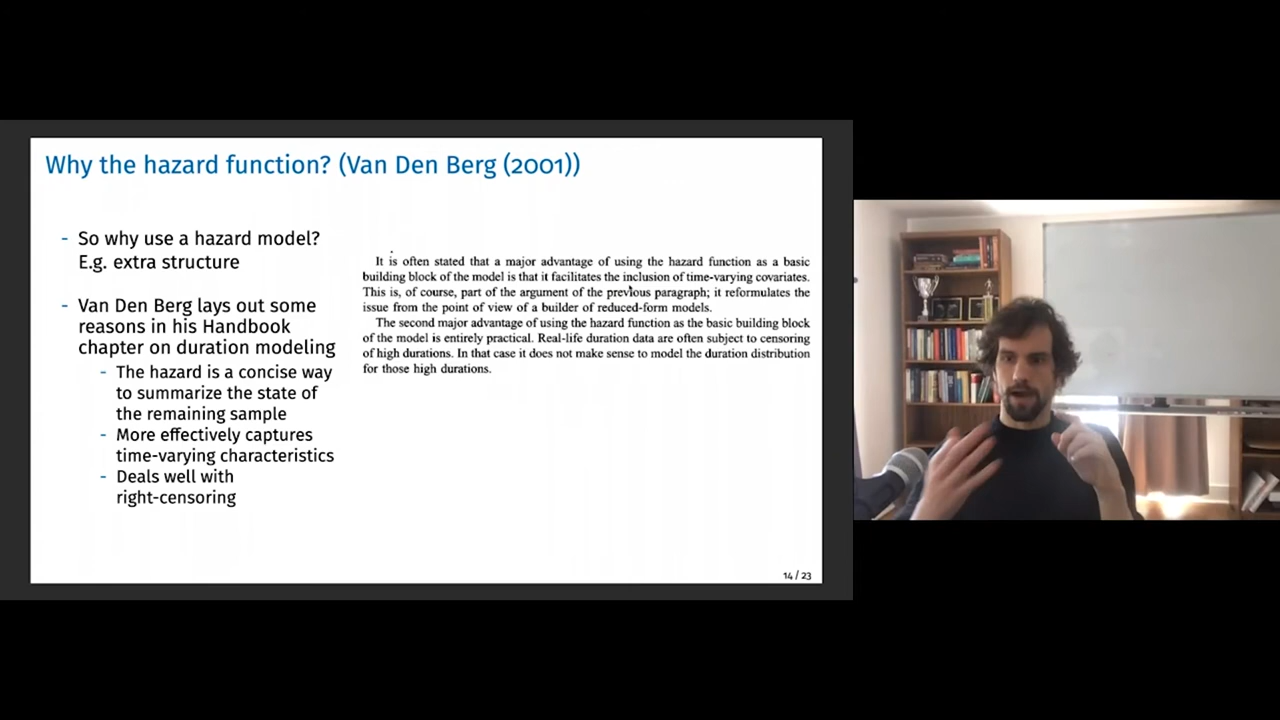 Why the hazard function? (Van Den Berg (2001))
- So why use a hazard model?
E.g. extra structure
- Van Den Berg lays out some
reasons in his Handbook
chapter on duration modeling
- The hazard is a concise way
to summarize the state of
the remaining sample
- More effectively captures
time-varying characteristics
- Deals well with
right-censoring
It is often stated that a major advantage of using the hazard function as a basic
building block of the model is that it facilitates the inclusion of time-varying covariates.
This is, of course, part of the argument of the previous paragraph; it reformulates the
issue from the point of view of a builder of reduced-form models.
The second major advantage of using the hazard function as the basic building block
of the model is entirely practical. Real-life duration data are often subject to censoring
of high durations. In that case it does not make sense to model the duration distribution
for those high durations.
14 / 23